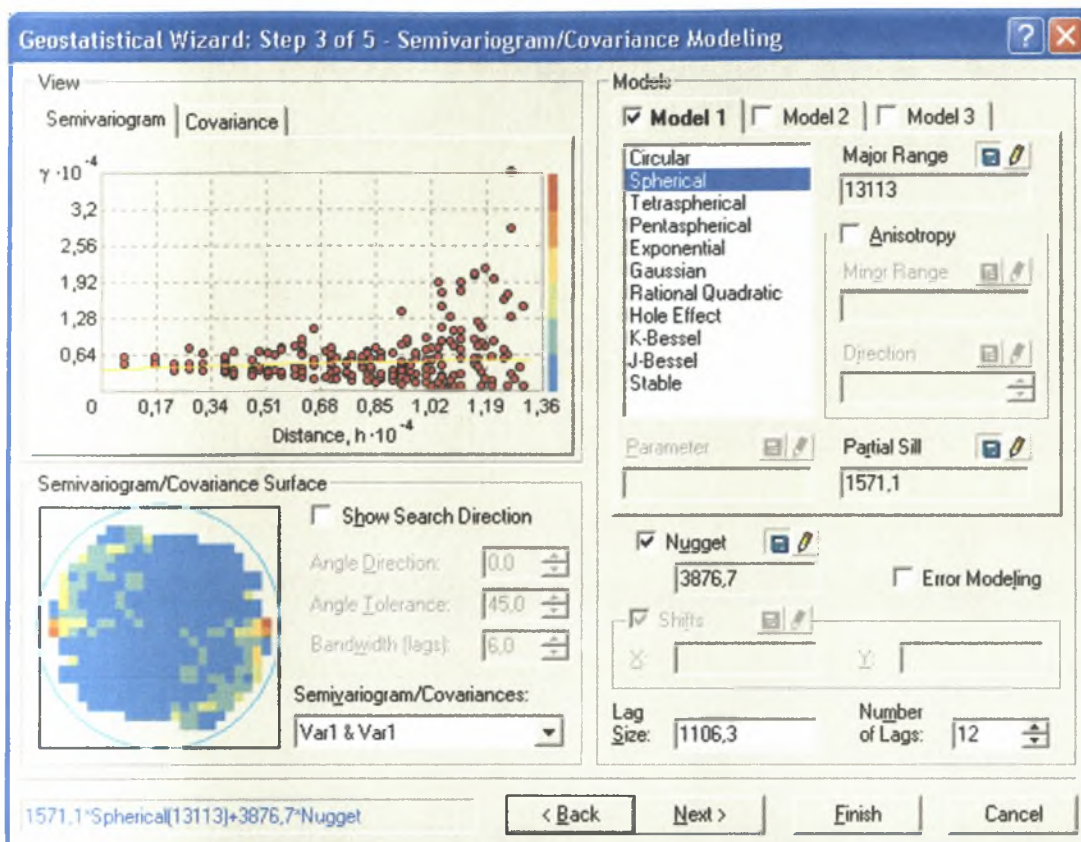 Geostatistical Wizard: Step 3 of 5 - Semivariogram/Covariance Modeling
View
Semivariogram
Covariance
γ ·10⁻⁴
3,2
2,56
1,92
1,28
0,64
0 0,17 0,34 0,51 0,68 0,85 1,02 1,19 1,36
Distance, h ·10⁻⁴
Semivariogram/Covariance Surface
Show Search Direction
Angle Direction: 0.0
Angle Tolerance: 45,0
Bandwidth (lags): 6,0
Semivariogram/Covariances:
Var1 & Var1
Models
Model 1
Model 2
Model 3
Circular
Spherical
Tetraspherical
Pentaspherical
Exponential
Gaussian
Rational Quadratic
Hole Effect
K-Bessel
J-Bessel
Stable
Major Range
13113
Anisotropy
Minor Range
Direction
Parameter
Partial Sill
1571,1
Nugget
3876,7
Error Modeling
Shifts
X:
Y:
Lag Size: 1106,3
Number of Lags: 12
1571,1*Spherical(13113)+3876,7*Nugget
< Back
Next >
Finish
Cancel